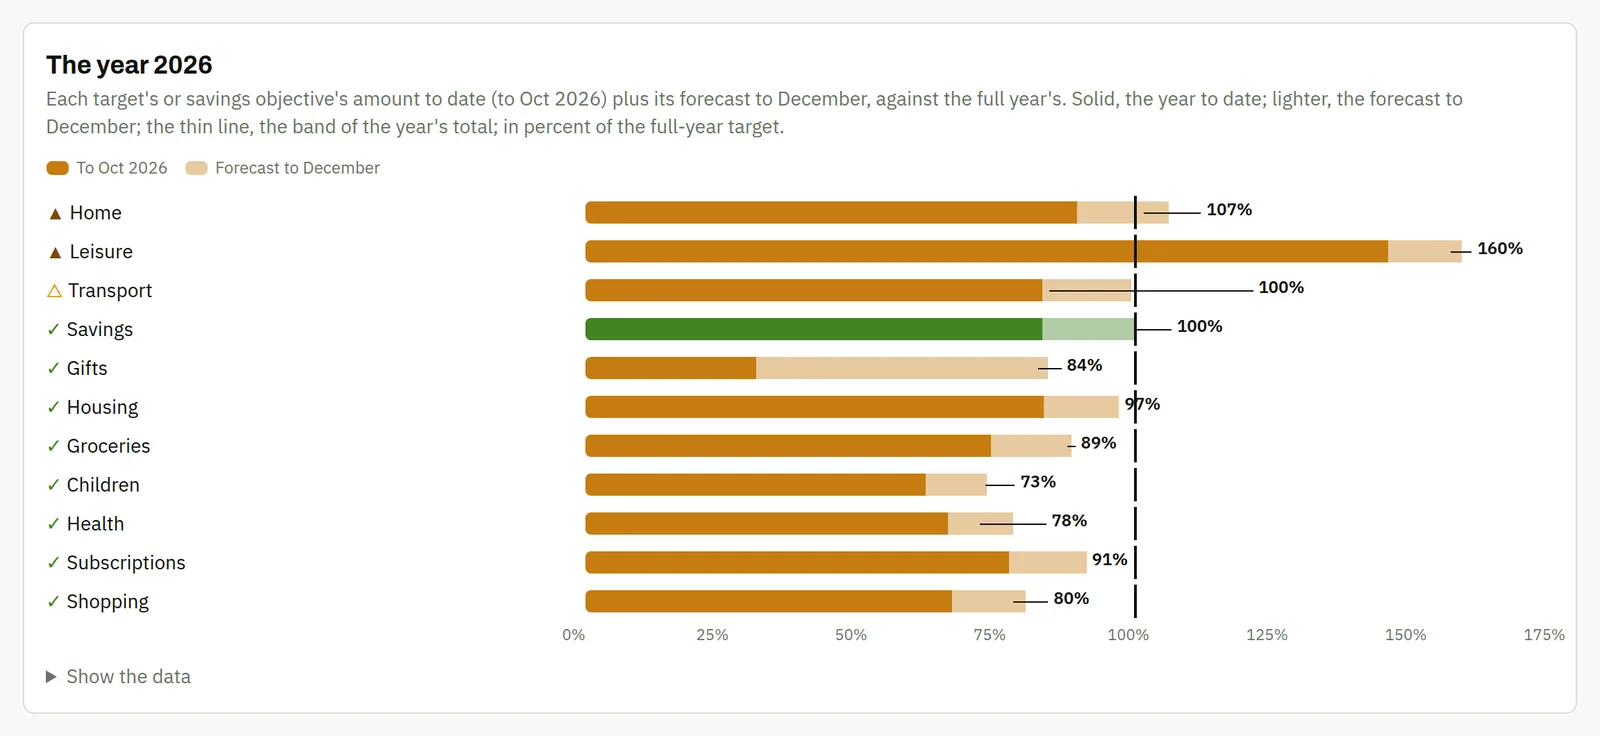 The year 2026
Each target's or savings objective's amount to date (to Oct 2026) plus its forecast to December, against the full year's. Solid, the year to date; lighter, the forecast to
December; the thin line, the band of the year's total; in percent of the full-year target.
To Oct 2026 Forecast to December
▲ Home 107%
▲ Leisure 160%
△ Transport 100%
✓ Savings 100%
✓ Gifts 84%
✓ Housing 97%
✓ Groceries 89%
✓ Children 73%
✓ Health 78%
✓ Subscriptions 91%
✓ Shopping 80%
0% 25% 50% 75% 100% 125% 150% 175%
▶ Show the data